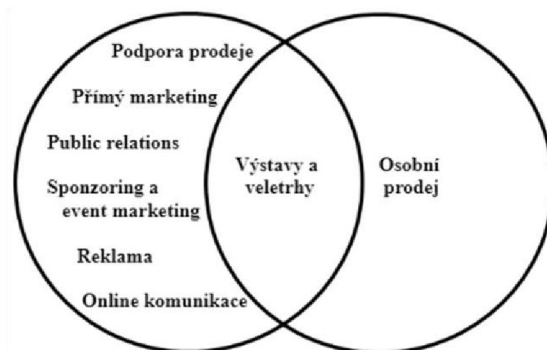 Podpora prodeje
Přímý marketing
Public relations
Sponzoring a
event marketing
Reklama
Online komunikace
Výstavy a
veletrhy
Osobní
prodej